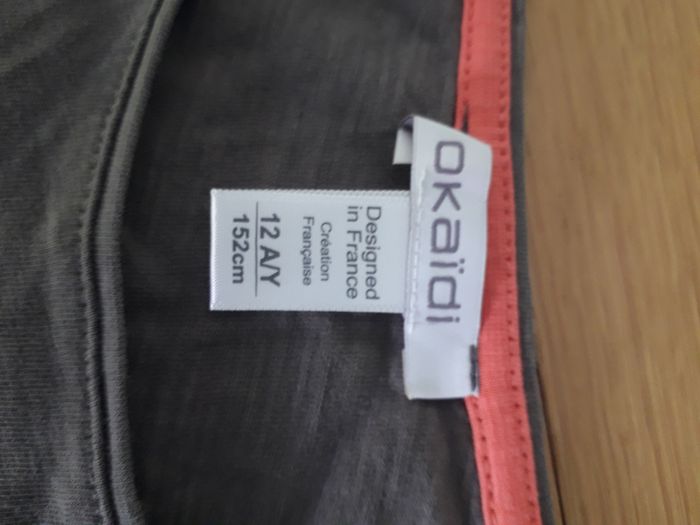 OKaïdi
Designed
in France
Création
Française
12 A/Y
152cm